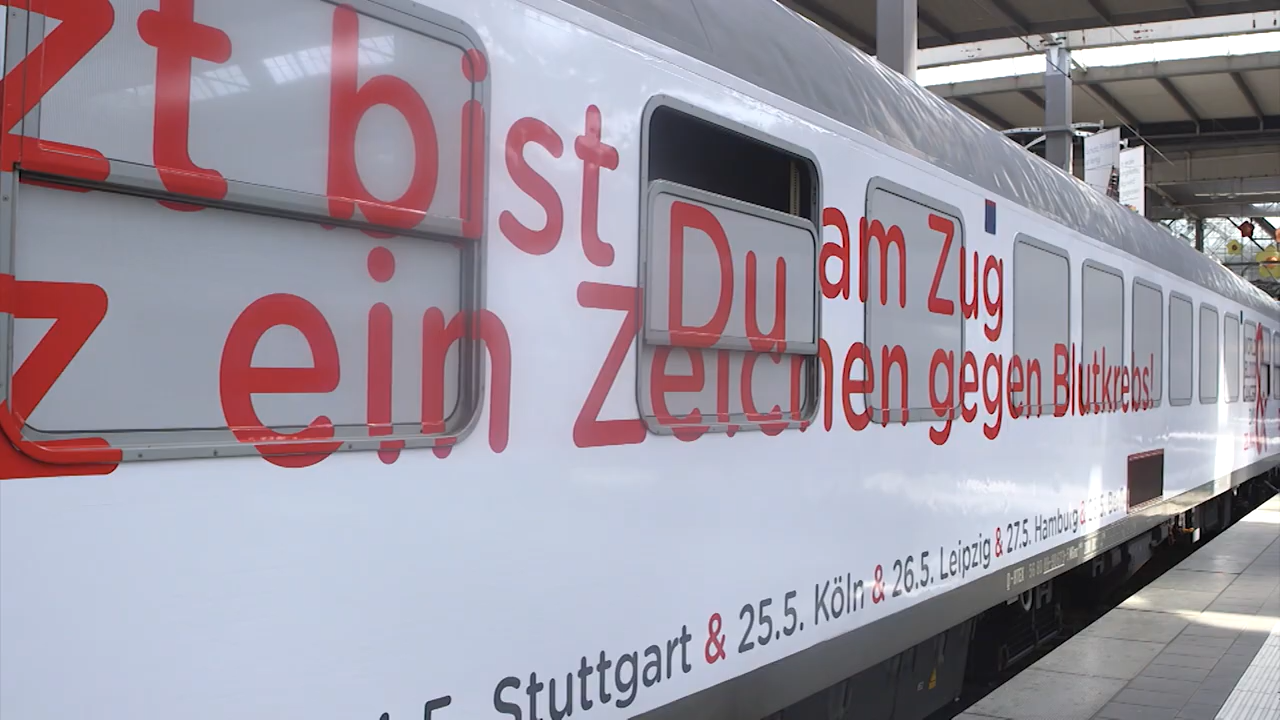 zt bist Du am Zug
z ein Zeichen gegen Blutkrebs!
Stuttgart & 25.5. Köln & 26.5. Leipzig & 27.5. Hamburg &